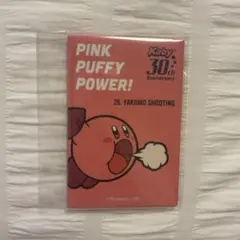 PINK
PUFFY
POWER!
Kirby
30th
Anniversary
26. YAKIIMO SHOOTING